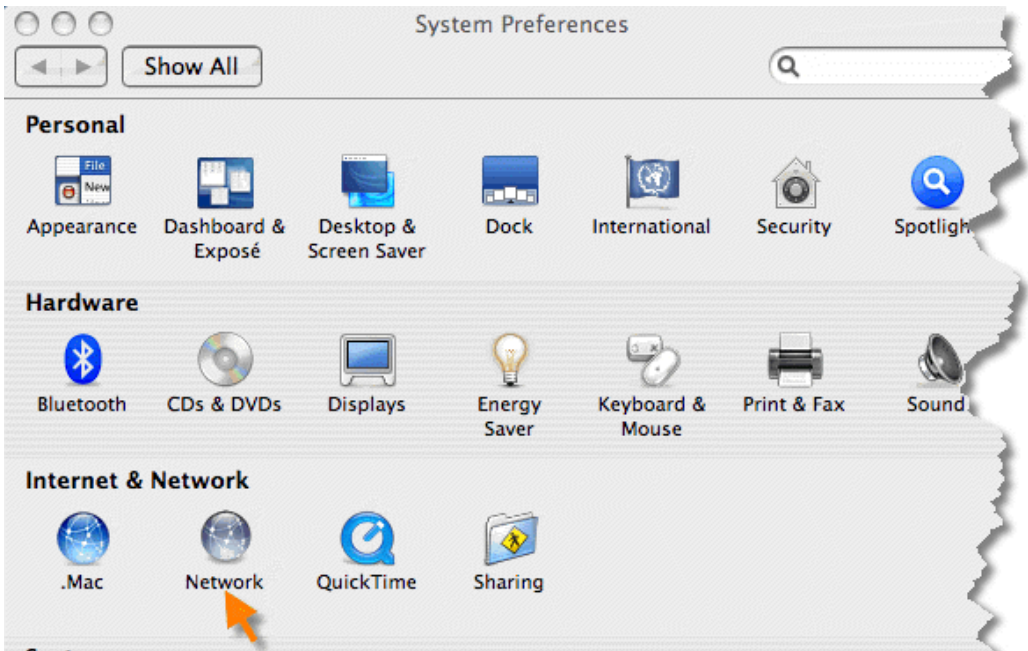 System Preferences
Show All
Personal
File
New
Appearance
Dashboard &
Exposé
Desktop &
Screen Saver
Dock
International
Security
Spotligh
Hardware
Bluetooth
CDs & DVDs
Displays
Energy
Saver
Keyboard &
Mouse
Print & Fax
Sound
Internet & Network
.Mac
Network
QuickTime
Sharing